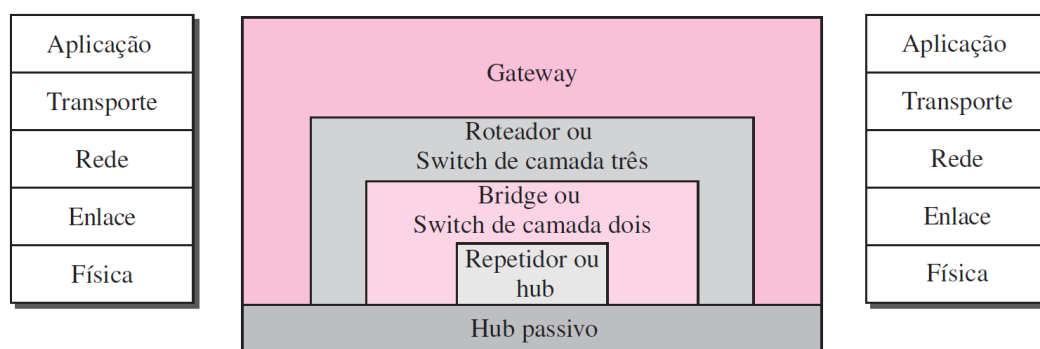 Aplicação
Transporte
Rede
Enlace
Física
Gateway
Roteador ou
Switch de camada três
Bridge ou
Switch de camada dois
Repetidor ou
hub
Hub passivo
Aplicação
Transporte
Rede
Enlace
Física